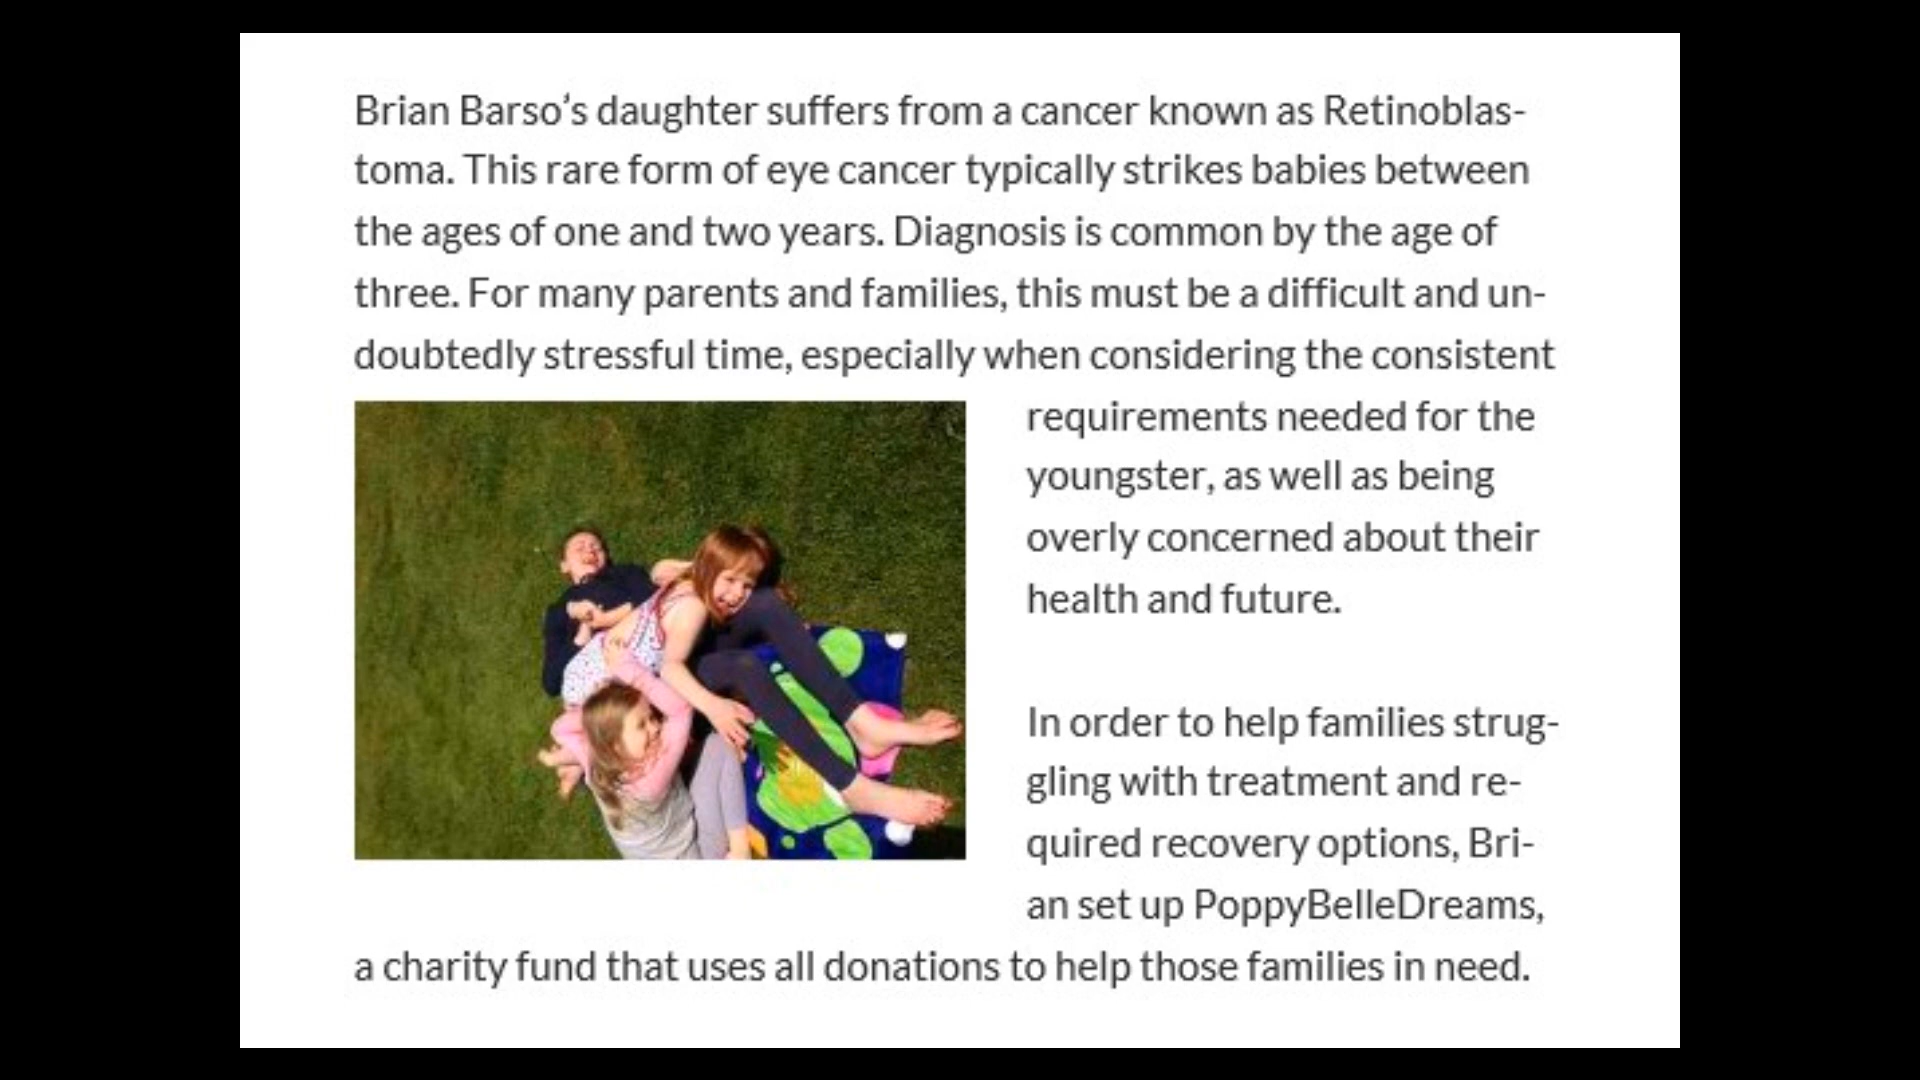 Brian Barso’s daughter suffers from a cancer known as Retinoblas-
toma. This rare form of eye cancer typically strikes babies between
the ages of one and two years. Diagnosis is common by the age of
three. For many parents and families, this must be a difficult and un-
doubtedly stressful time, especially when considering the consistent
requirements needed for the
youngster, as well as being
overly concerned about their
health and future.
In order to help families strug-
gling with treatment and re-
quired recovery options, Bri-
an set up PoppyBelleDreams,
a charity fund that uses all donations to help those families in need.